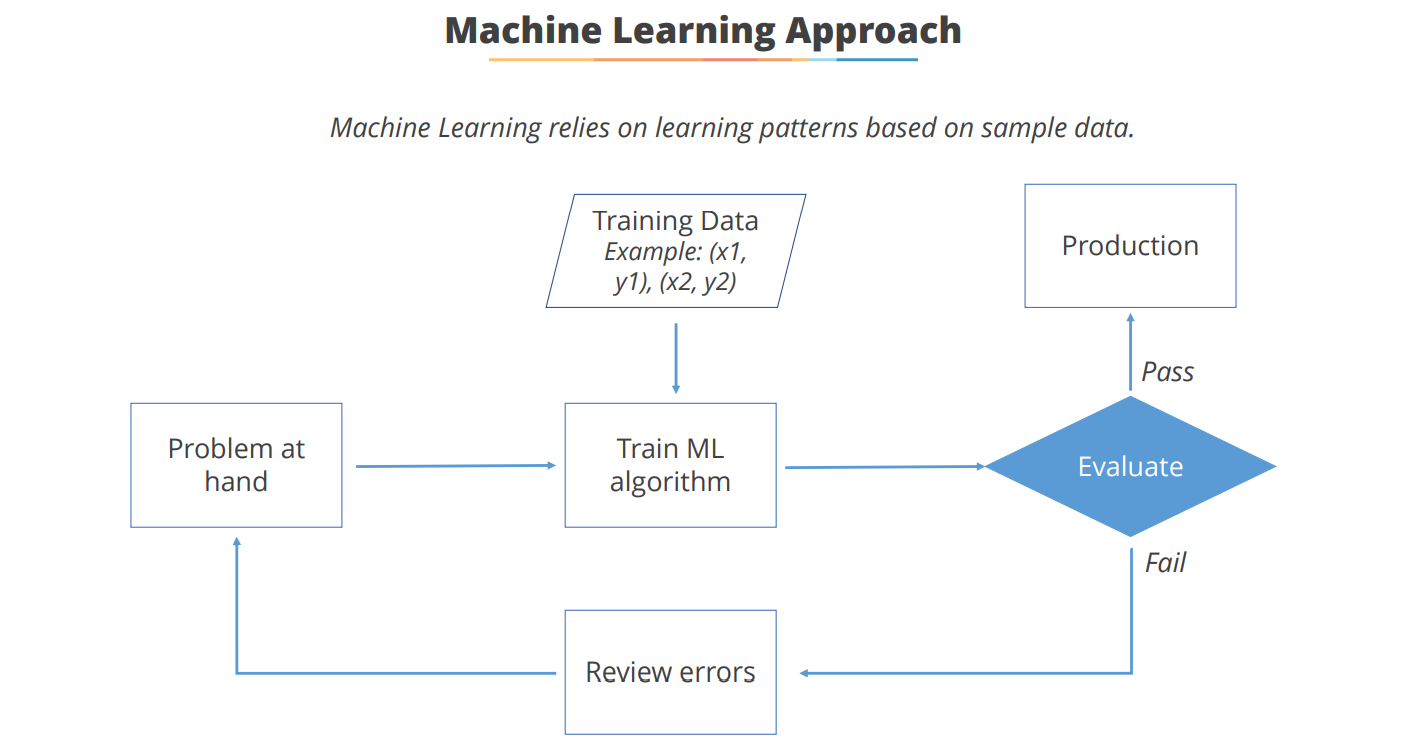 Machine Learning Approach
Machine Learning relies on learning patterns based on sample data.
Training Data
Example: (x1,
y1), (x2, y2)
Production
Pass
Problem at
hand
Train ML
algorithm
Evaluate
Fail
Review errors